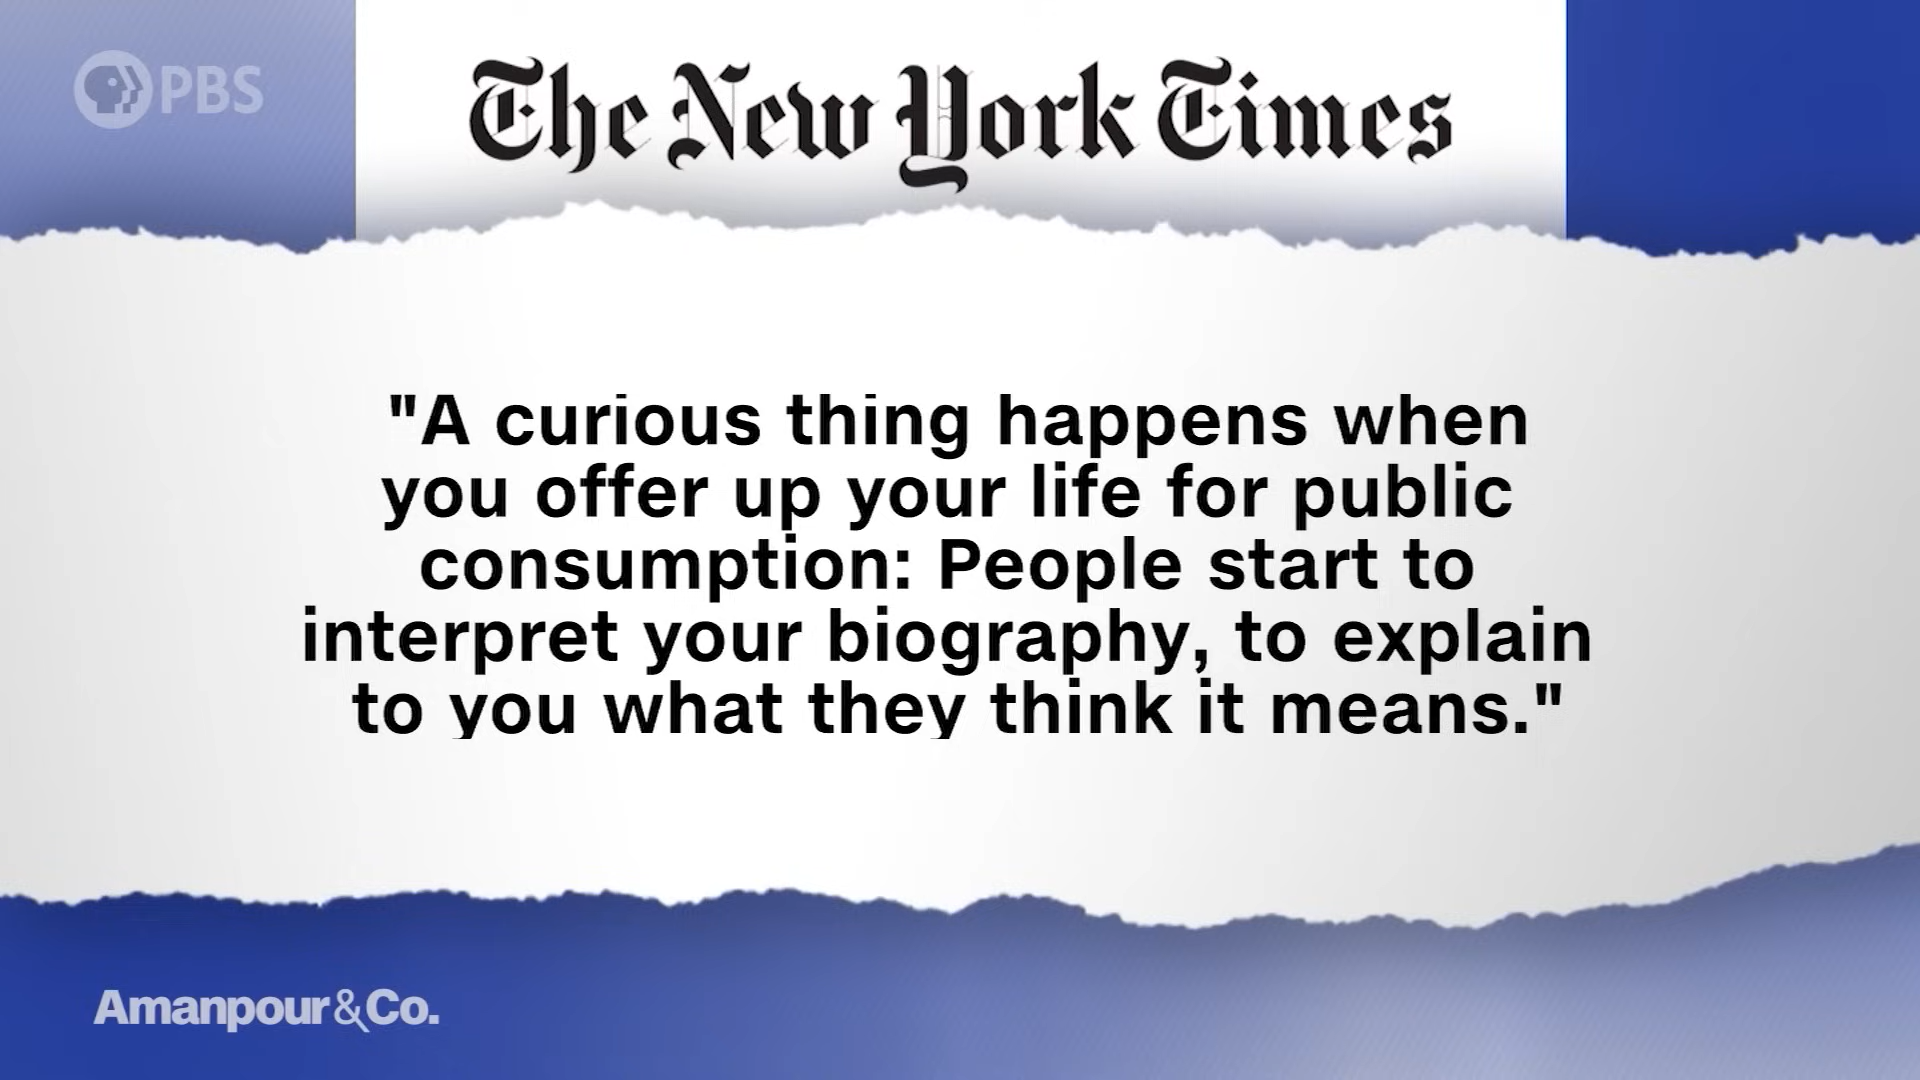 PBS
The New York Times
"A curious thing happens when
you offer up your life for public
consumption: People start to
interpret your biography, to explain
to you what they think it means."
Amanpour&Co.